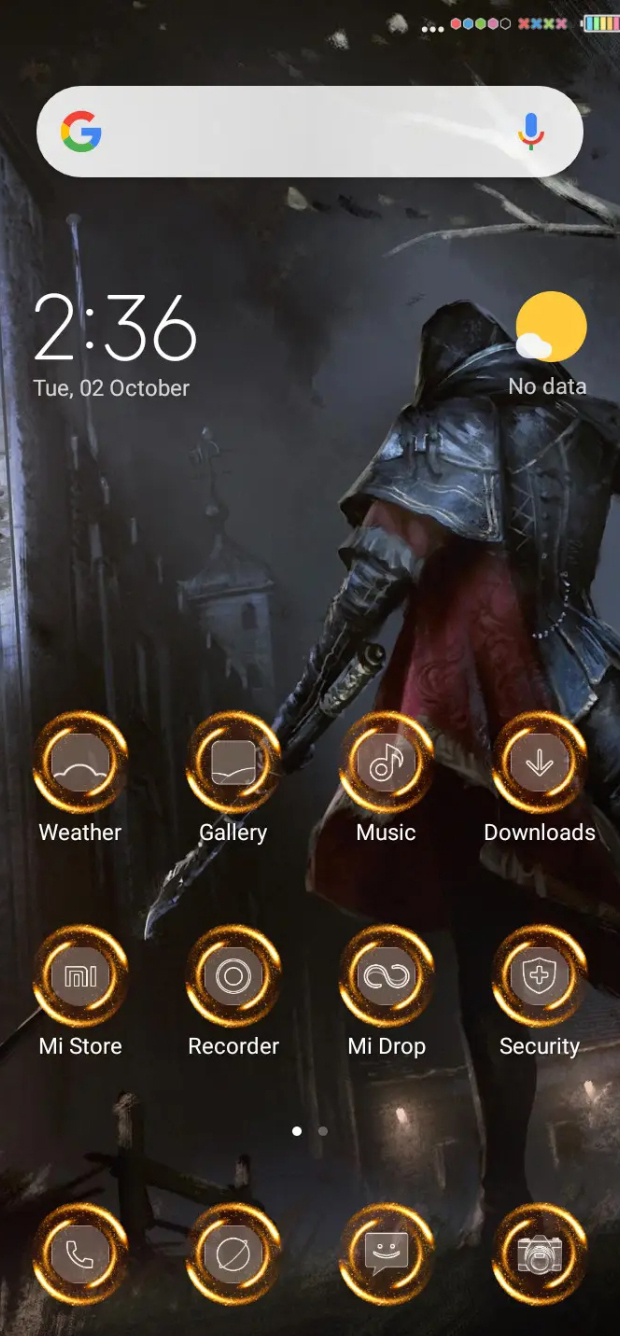 2:36
Tue, 02 October
No data
Weather
Gallery
Music
Downloads
Mi Store
Recorder
Mi Drop
Security